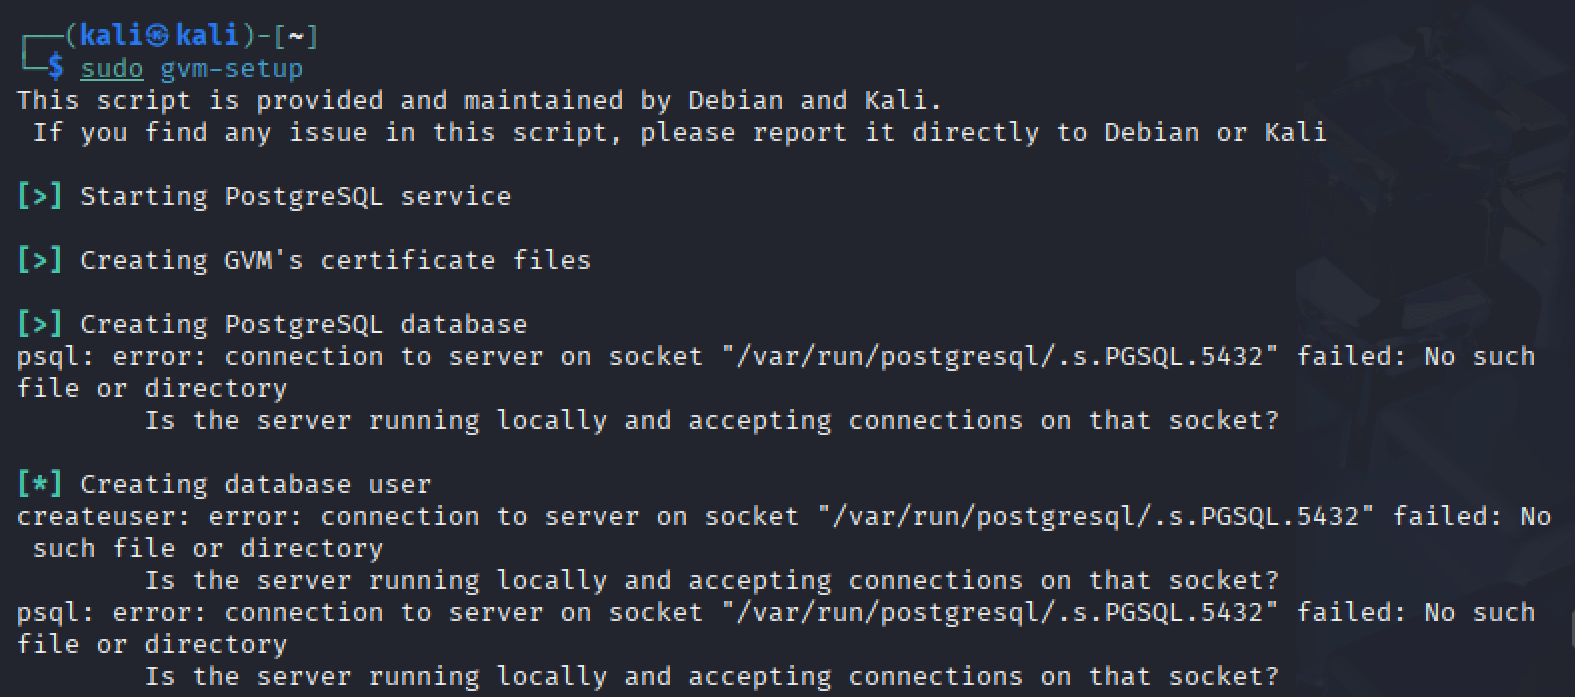 ┌──(kali㉿kali)-[~]
└─$ sudo gvm-setup
This script is provided and maintained by Debian and Kali.
 If you find any issue in this script, please report it directly to Debian or Kali
[>] Starting PostgreSQL service
[>] Creating GVM's certificate files
[>] Creating PostgreSQL database
psql: error: connection to server on socket "/var/run/postgresql/.s.PGSQL.5432" failed: No such
file or directory
        Is the server running locally and accepting connections on that socket?
[*] Creating database user
createuser: error: connection to server on socket "/var/run/postgresql/.s.PGSQL.5432" failed: No
 such file or directory
        Is the server running locally and accepting connections on that socket?
psql: error: connection to server on socket "/var/run/postgresql/.s.PGSQL.5432" failed: No such
file or directory
        Is the server running locally and accepting connections on that socket?